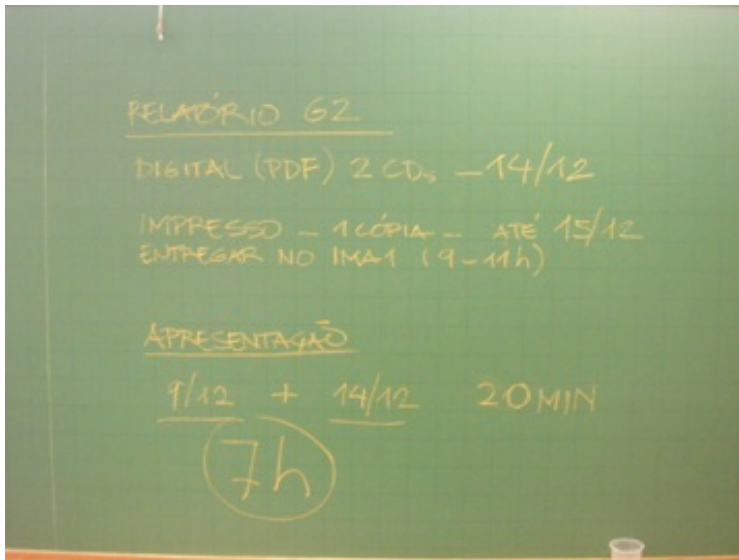 RELATÓRIO G2
DIGITAL (PDF) 2 CDs - 14/12
IMPRESSO - 1 CÓPIA - ATÉ 15/12
ENTREGAR NO IMA1 (9-11h)
APRESENTAÇÃO
9/12 + 14/12 20 MIN
7h